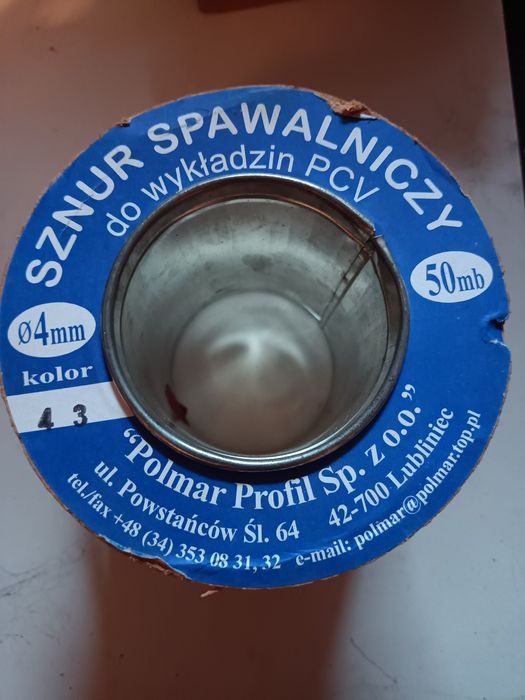 SZNUR SPAWALNICZY
do wykładzin PCV
Ø4mm
50mb
kolor
4 3
“Polmar Profil Sp. z o.o.”
ul. Powstańców Śl. 64 42-700 Lubliniec
tel./fax +48 (34) 353 08 31, 32 e-mail: polmar@polmar.top.pl